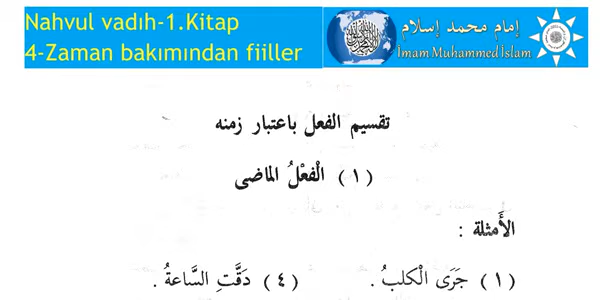 Nahvul vadıh-1.Kitap
4-Zaman bakımından fiiller
إمام محمد إسلام
İmam Muhammed İslam
تقسيم الفعل باعتبار زمنه
(١) الْفعْلُ الماضى
الأَمثلة :
(١) جَرَى الْكلبُ . (٤) دَقَّتِ السَّاعةُ .